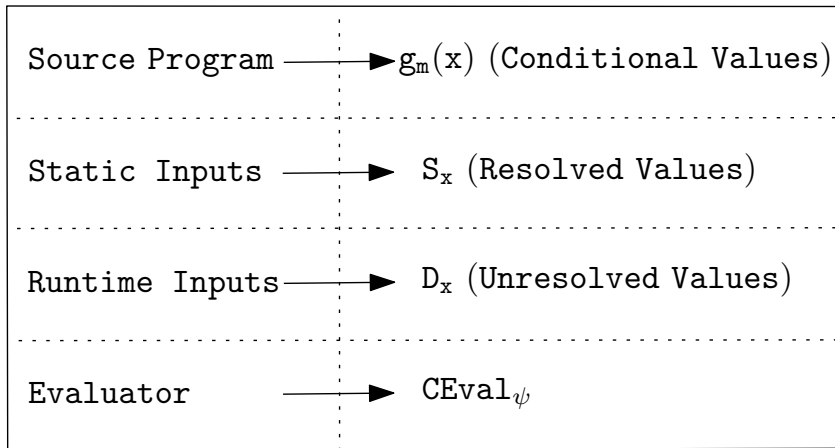 Source Program g_m(x) (Conditional Values)
Static Inputs S_x (Resolved Values)
Runtime Inputs D_x (Unresolved Values)
Evaluator CEval_ψ